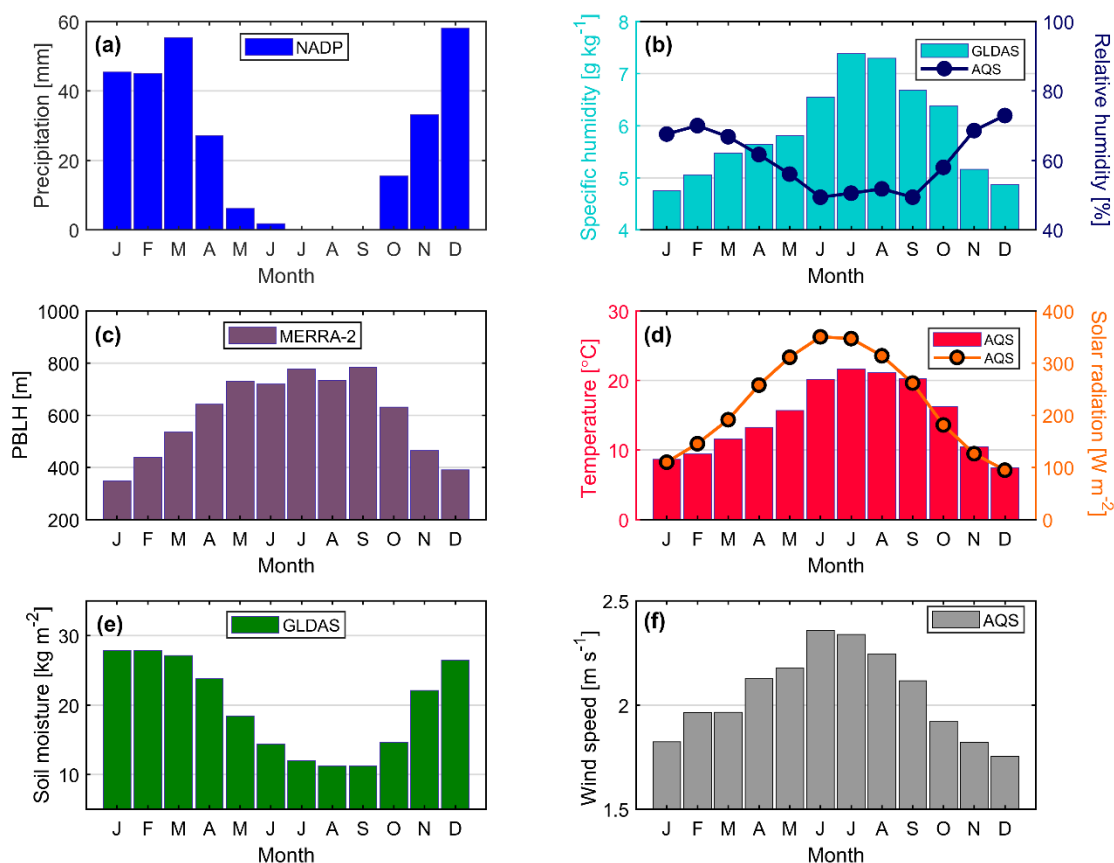 (a)
NADP
Precipitation [mm]
60
40
20
0
J F M A M J J A S O N D
Month
(b)
GLDAS
AQS
Specific humidity [g kg⁻¹]
8
7
6
5
4
Relative humidity [%]
100
80
60
40
J F M A M J J A S O N D
Month
(c)
MERRA-2
PBLH [m]
1000
800
600
400
200
J F M A M J J A S O N D
Month
(d)
AQS
AQS
Temperature [°C]
30
20
10
0
Solar radiation [W m⁻²]
400
300
200
100
0
J F M A M J J A S O N D
Month
(e)
GLDAS
Soil moisture [kg m⁻²]
30
20
10
J F M A M J J A S O N D
Month
(f)
AQS
Wind speed [m s⁻¹]
2.5
2
1.5
J F M A M J J A S O N D
Month